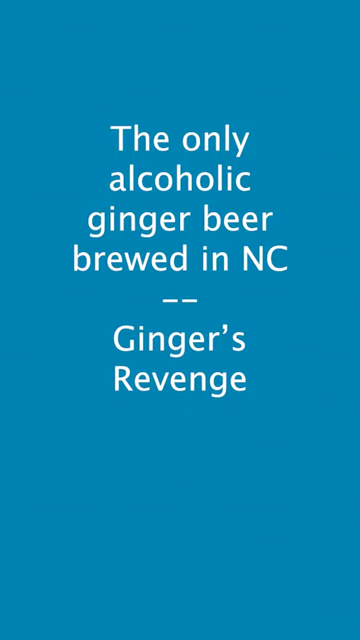 The only
alcoholic
ginger beer
brewed in NC
--
Ginger’s
Revenge